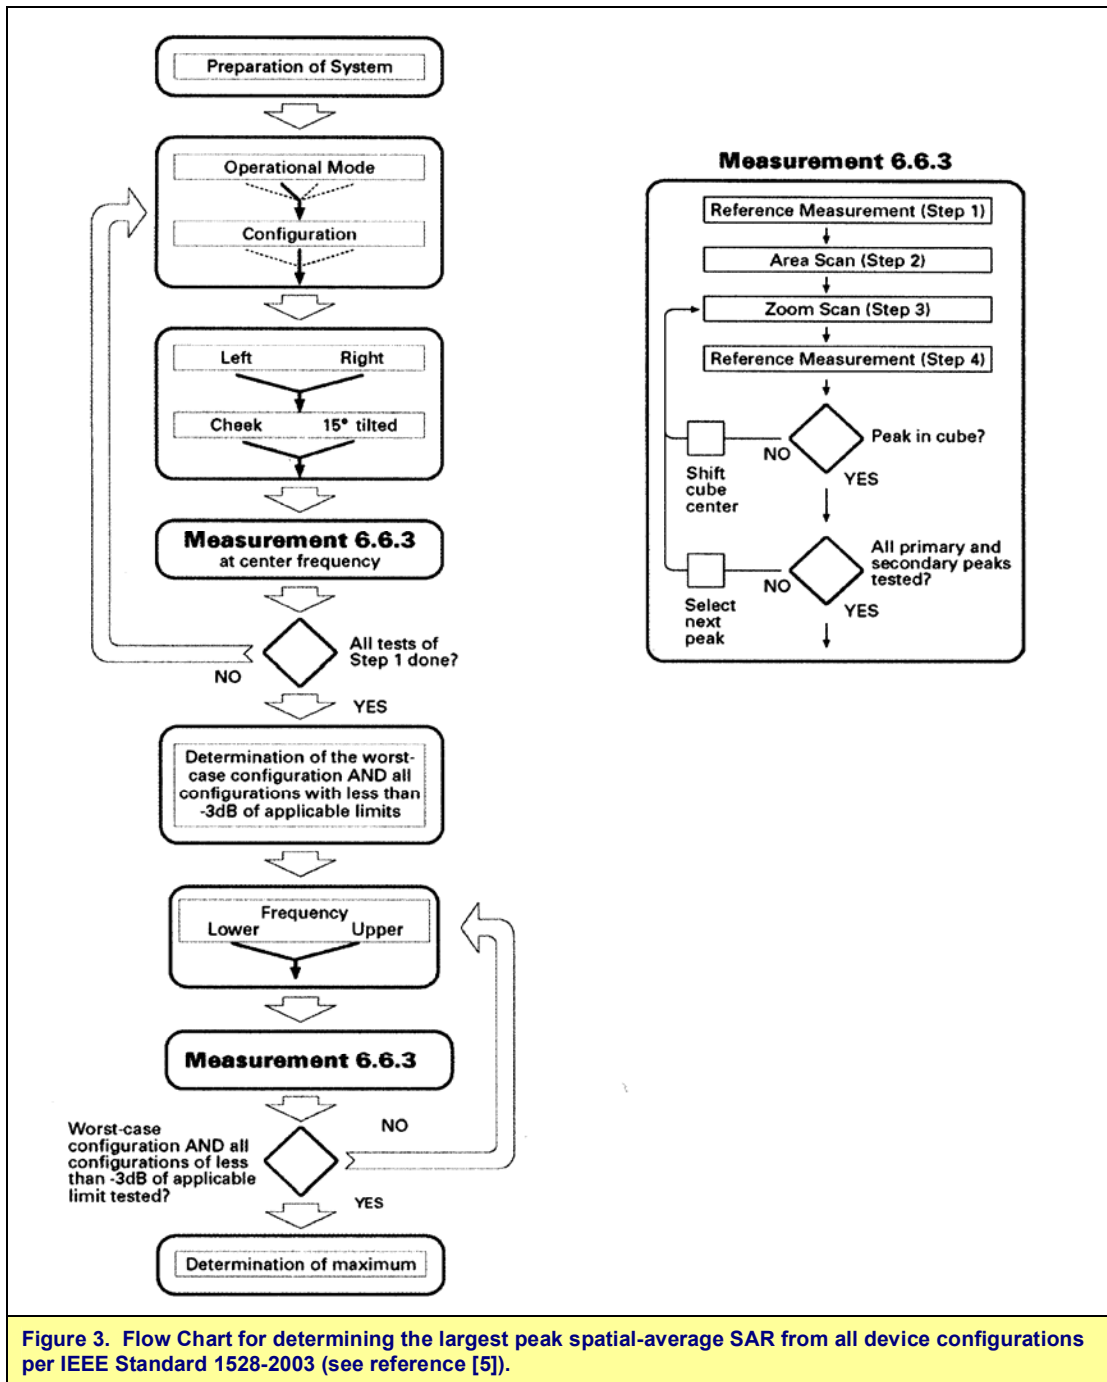 Preparation of System
Operational Mode
Configuration
Left Right
Cheek 15° tilted
Measurement 6.6.3
at center frequency
All tests of
Step 1 done?
NO
YES
Determination of the worst-
case configuration AND all
configurations with less than
-3dB of applicable limits
Frequency
Lower Upper
Measurement 6.6.3
Worst-case
configuration AND all
configurations of less
than -3dB of applicable
limit tested?
NO
YES
Determination of maximum
Measurement 6.6.3
Reference Measurement (Step 1)
Area Scan (Step 2)
Zoom Scan (Step 3)
Reference Measurement (Step 4)
Peak in cube?
NO
YES
Shift
cube
center
All primary and
secondary peaks
tested?
NO
YES
Select
next
peak
Figure 3. Flow Chart for determining the largest peak spatial-average SAR from all device configurations
per IEEE Standard 1528-2003 (see reference [5]).